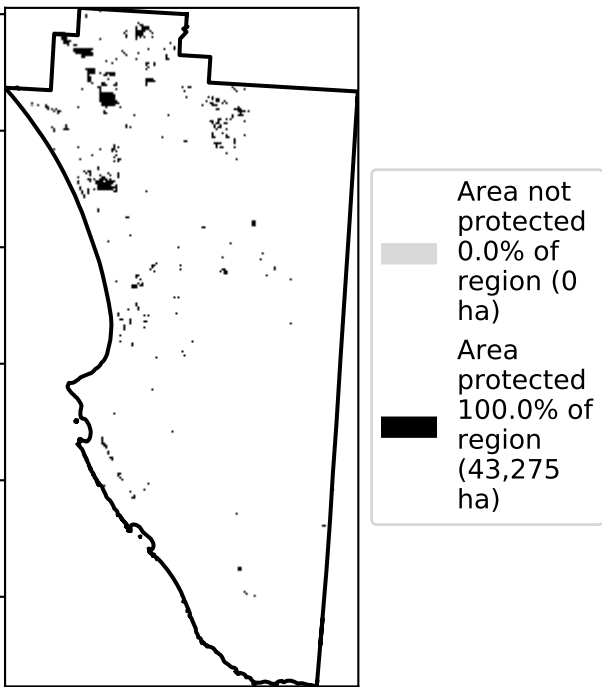 Area not
protected
0.0% of
region (0
ha)
Area
protected
100.0% of
region
(43,275
ha)